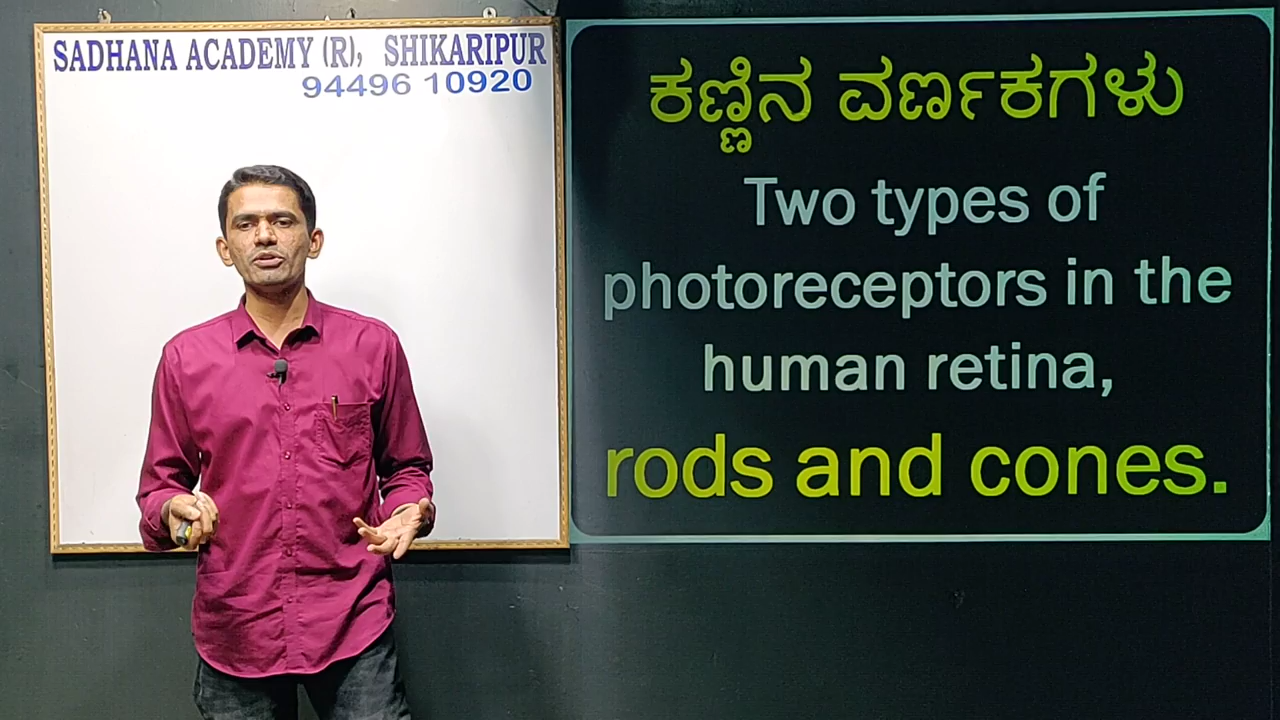 SADHANA ACADEMY (R), SHIKARIPUR
94496 10920
ಕಣ್ಣಿನ ವರ್ಣಕಗಳು
Two types of
photoreceptors in the
human retina,
rods and cones.